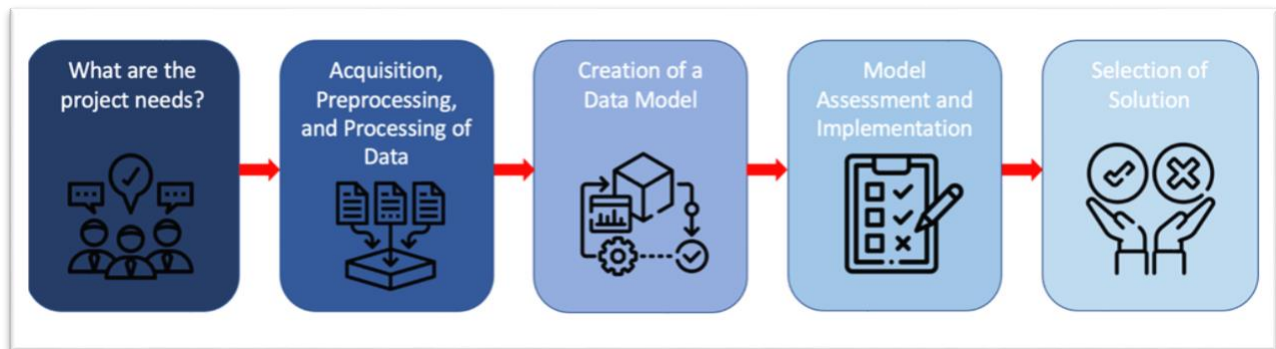 What are the
project needs?
Acquisition,
Preprocessing,
and Processing of
Data
Creation of a
Data Model
Model
Assessment and
Implementation
Selection of
Solution